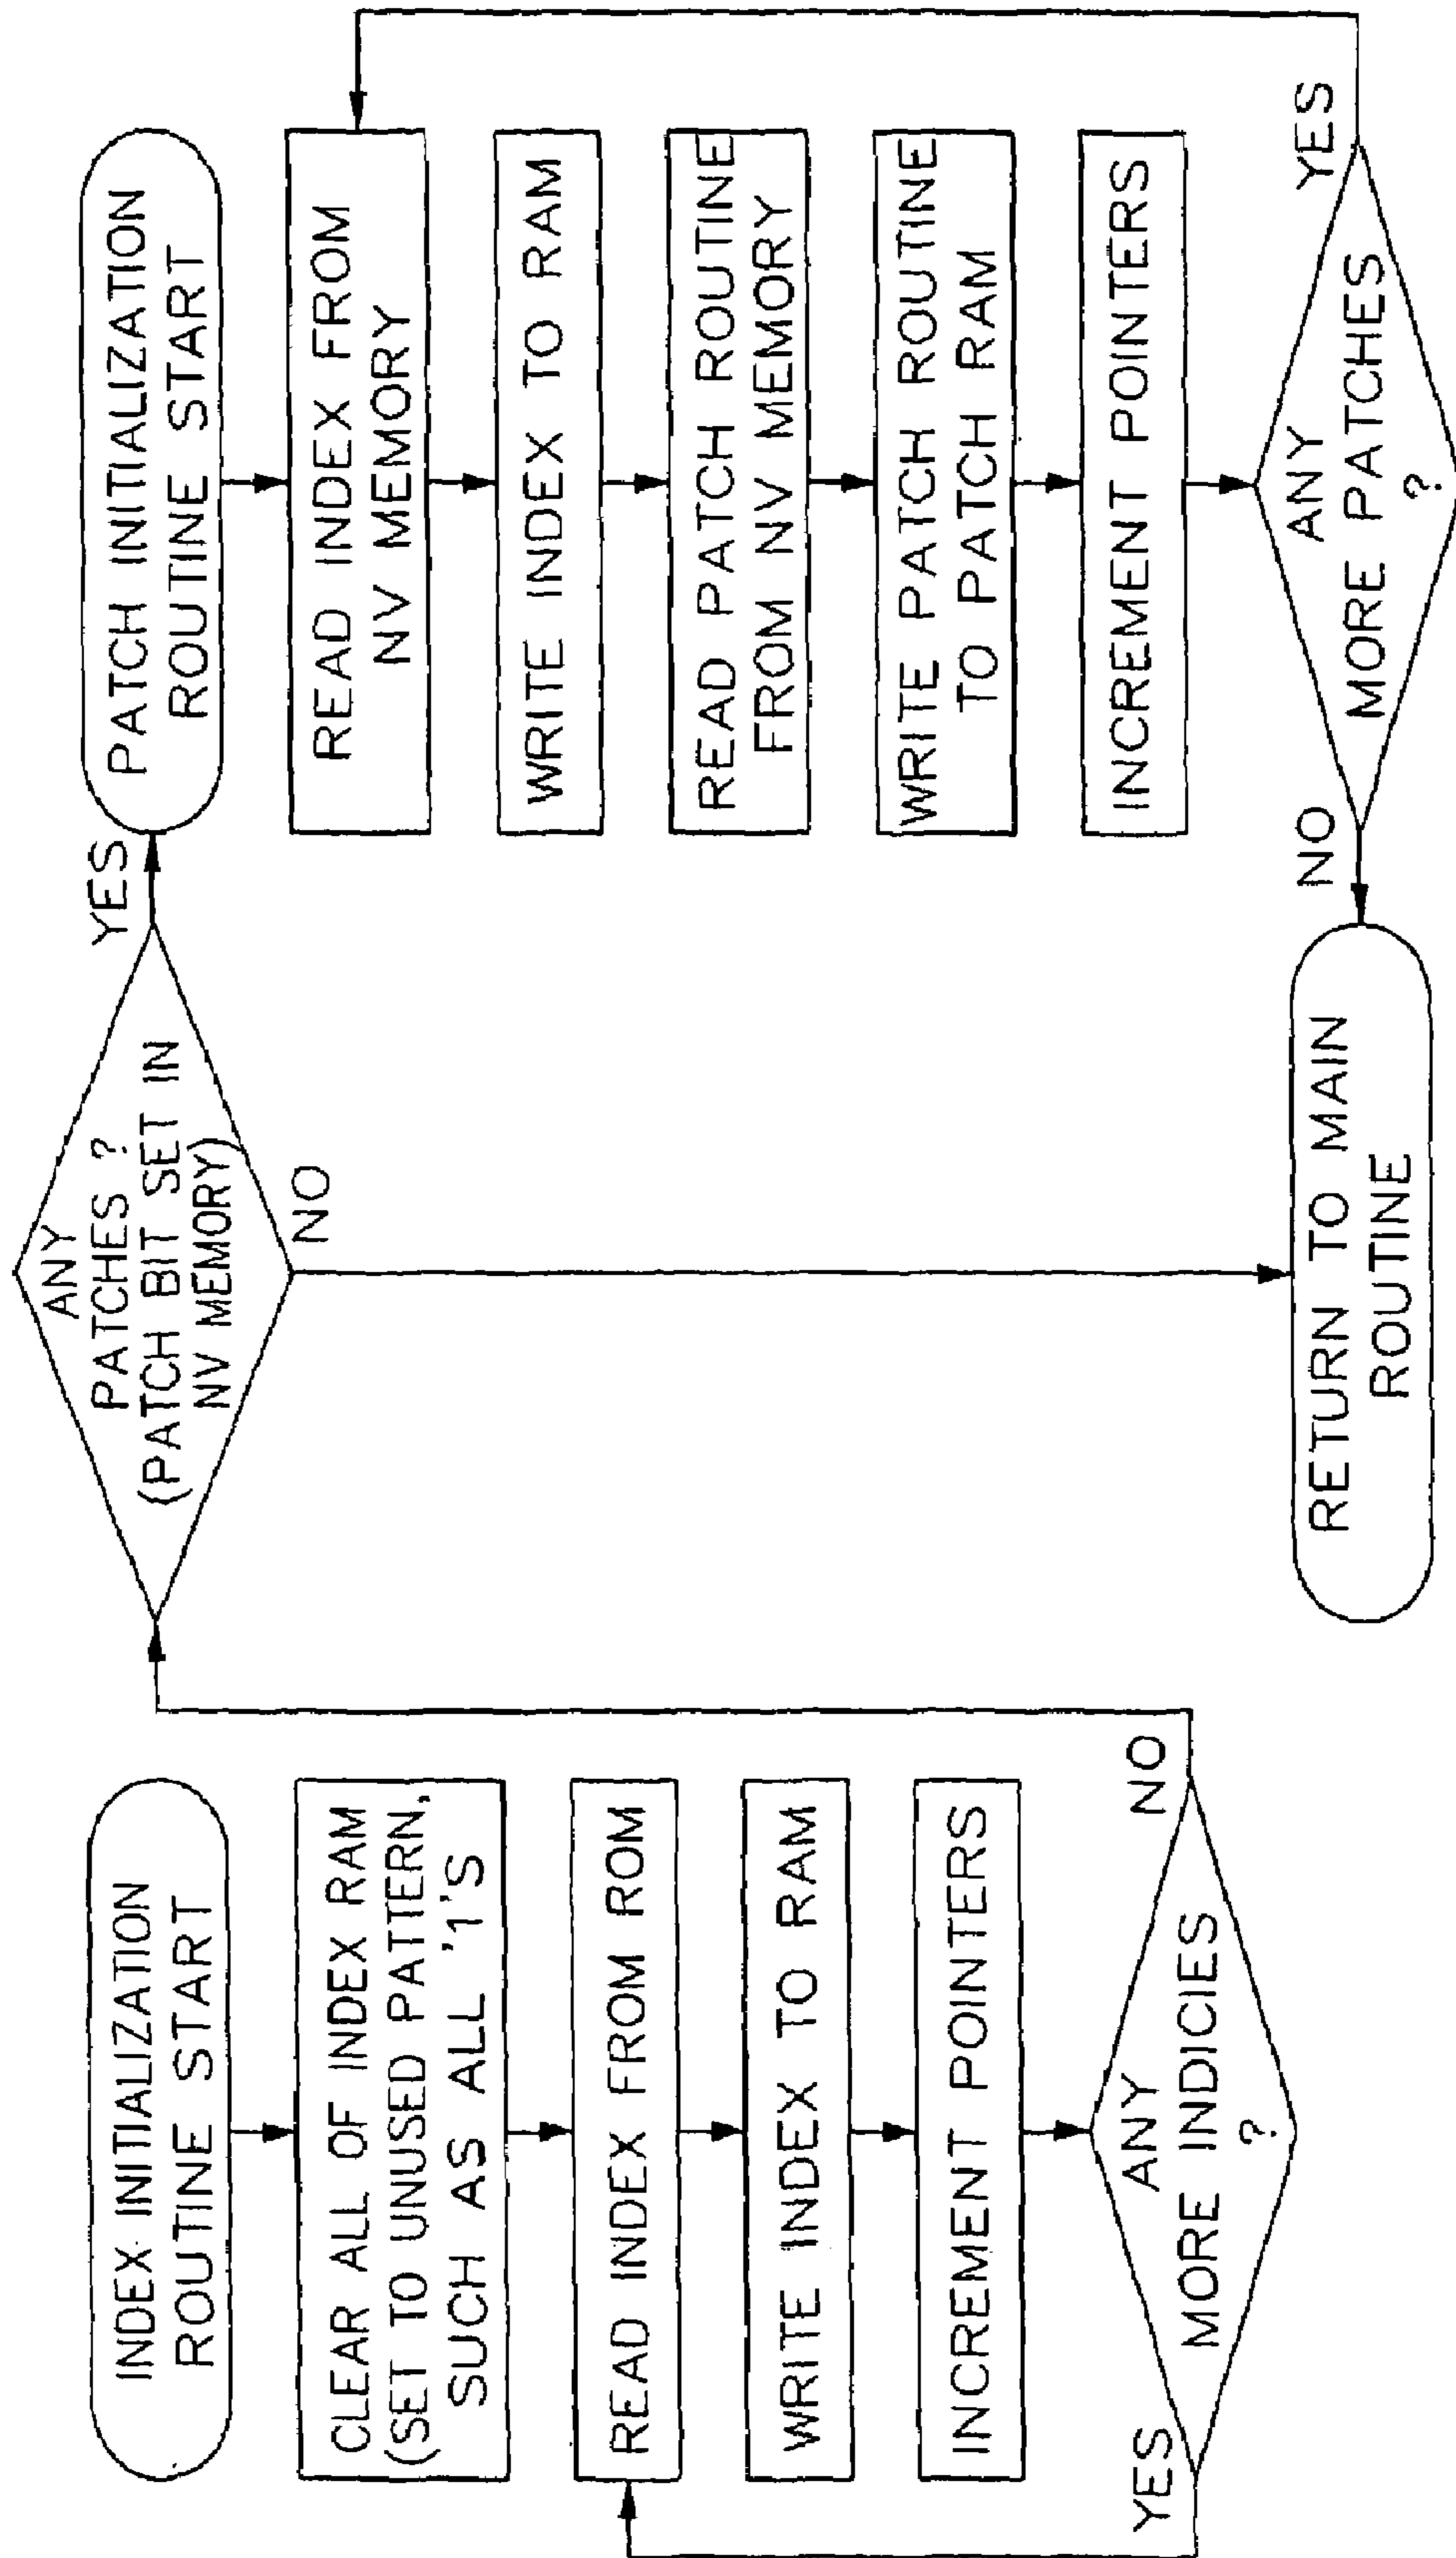 INDEX INITIALIZATION
ROUTINE START
CLEAR ALL OF INDEX RAM
(SET TO UNUSED PATTERN,
SUCH AS ALL '1'S
READ INDEX FROM ROM
WRITE INDEX TO RAM
INCREMENT POINTERS
ANY
MORE INDICIES
?
YES
NO
ANY
PATCHES ?
(PATCH BIT SET IN
NV MEMORY)
YES
NO
PATCH INITIALIZATION
ROUTINE START
READ INDEX FROM
NV MEMORY
WRITE INDEX TO RAM
READ PATCH ROUTINE
FROM NV MEMORY
WRITE PATCH ROUTINE
TO PATCH RAM
INCREMENT POINTERS
ANY
MORE PATCHES
?
YES
NO
RETURN TO MAIN
ROUTINE